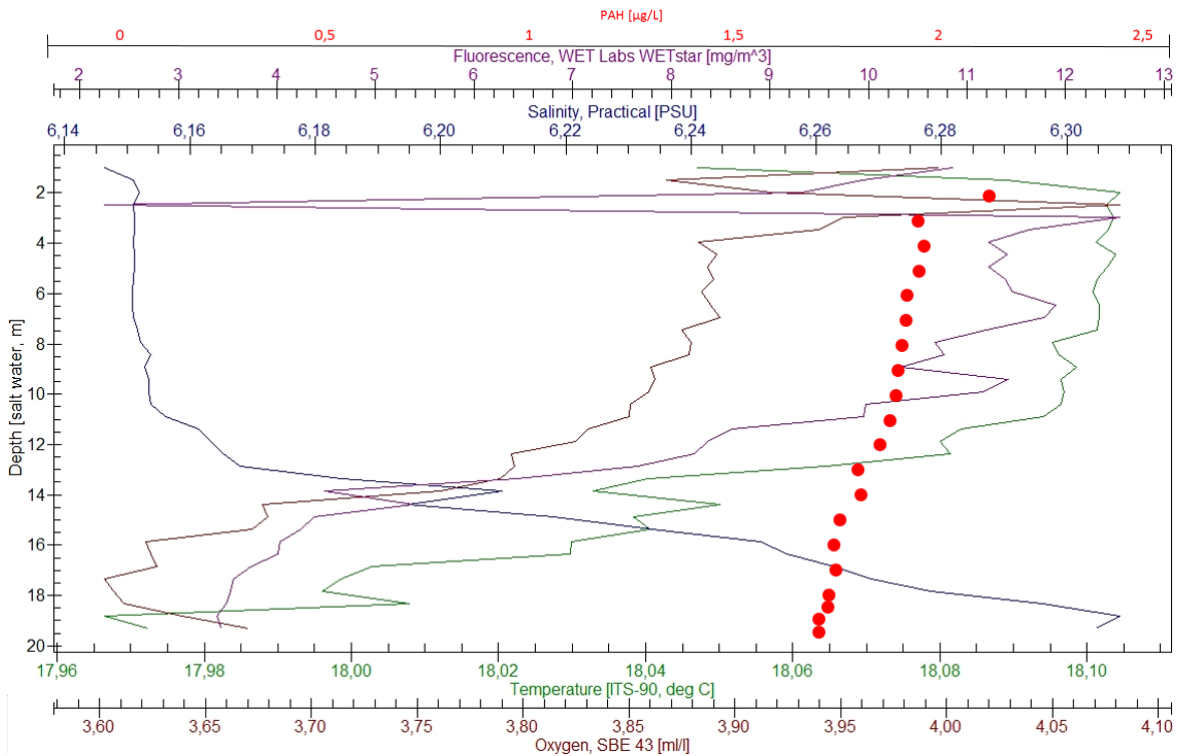 PAH [µg/L]
0 0,5 1 1,5 2 2,5
Fluorescence, WET Labs WETstar [mg/m^3]
2 3 4 5 6 7 8 9 10 11 12 13
Salinity, Practical [PSU]
6,14 6,16 6,18 6,20 6,22 6,24 6,26 6,28 6,30
Depth [salt water, m]
2
4
6
8
10
12
14
16
18
20
17,96 17,98 18,00 18,02 18,04 18,06 18,08 18,10
Temperature [ITS-90, deg C]
3,60 3,65 3,70 3,80 3,85 3,90 3,95 4,00 4,05 4,10
Oxygen, SBE 43 [ml/l]